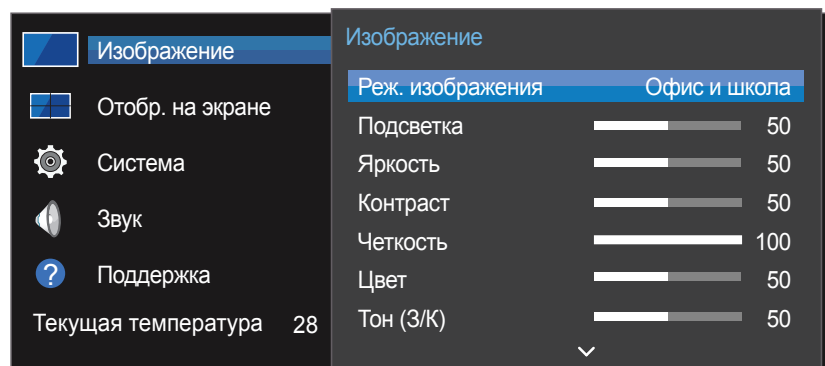 Изображение
Отобр. на экране
Система
Звук
?
Поддержка
Текущая температура 28
Изображение
Реж. изображения Офис и школа
Подсветка 50
Яркость 50
Контраст 50
Четкость 100
Цвет 50
Тон (З/К) 50